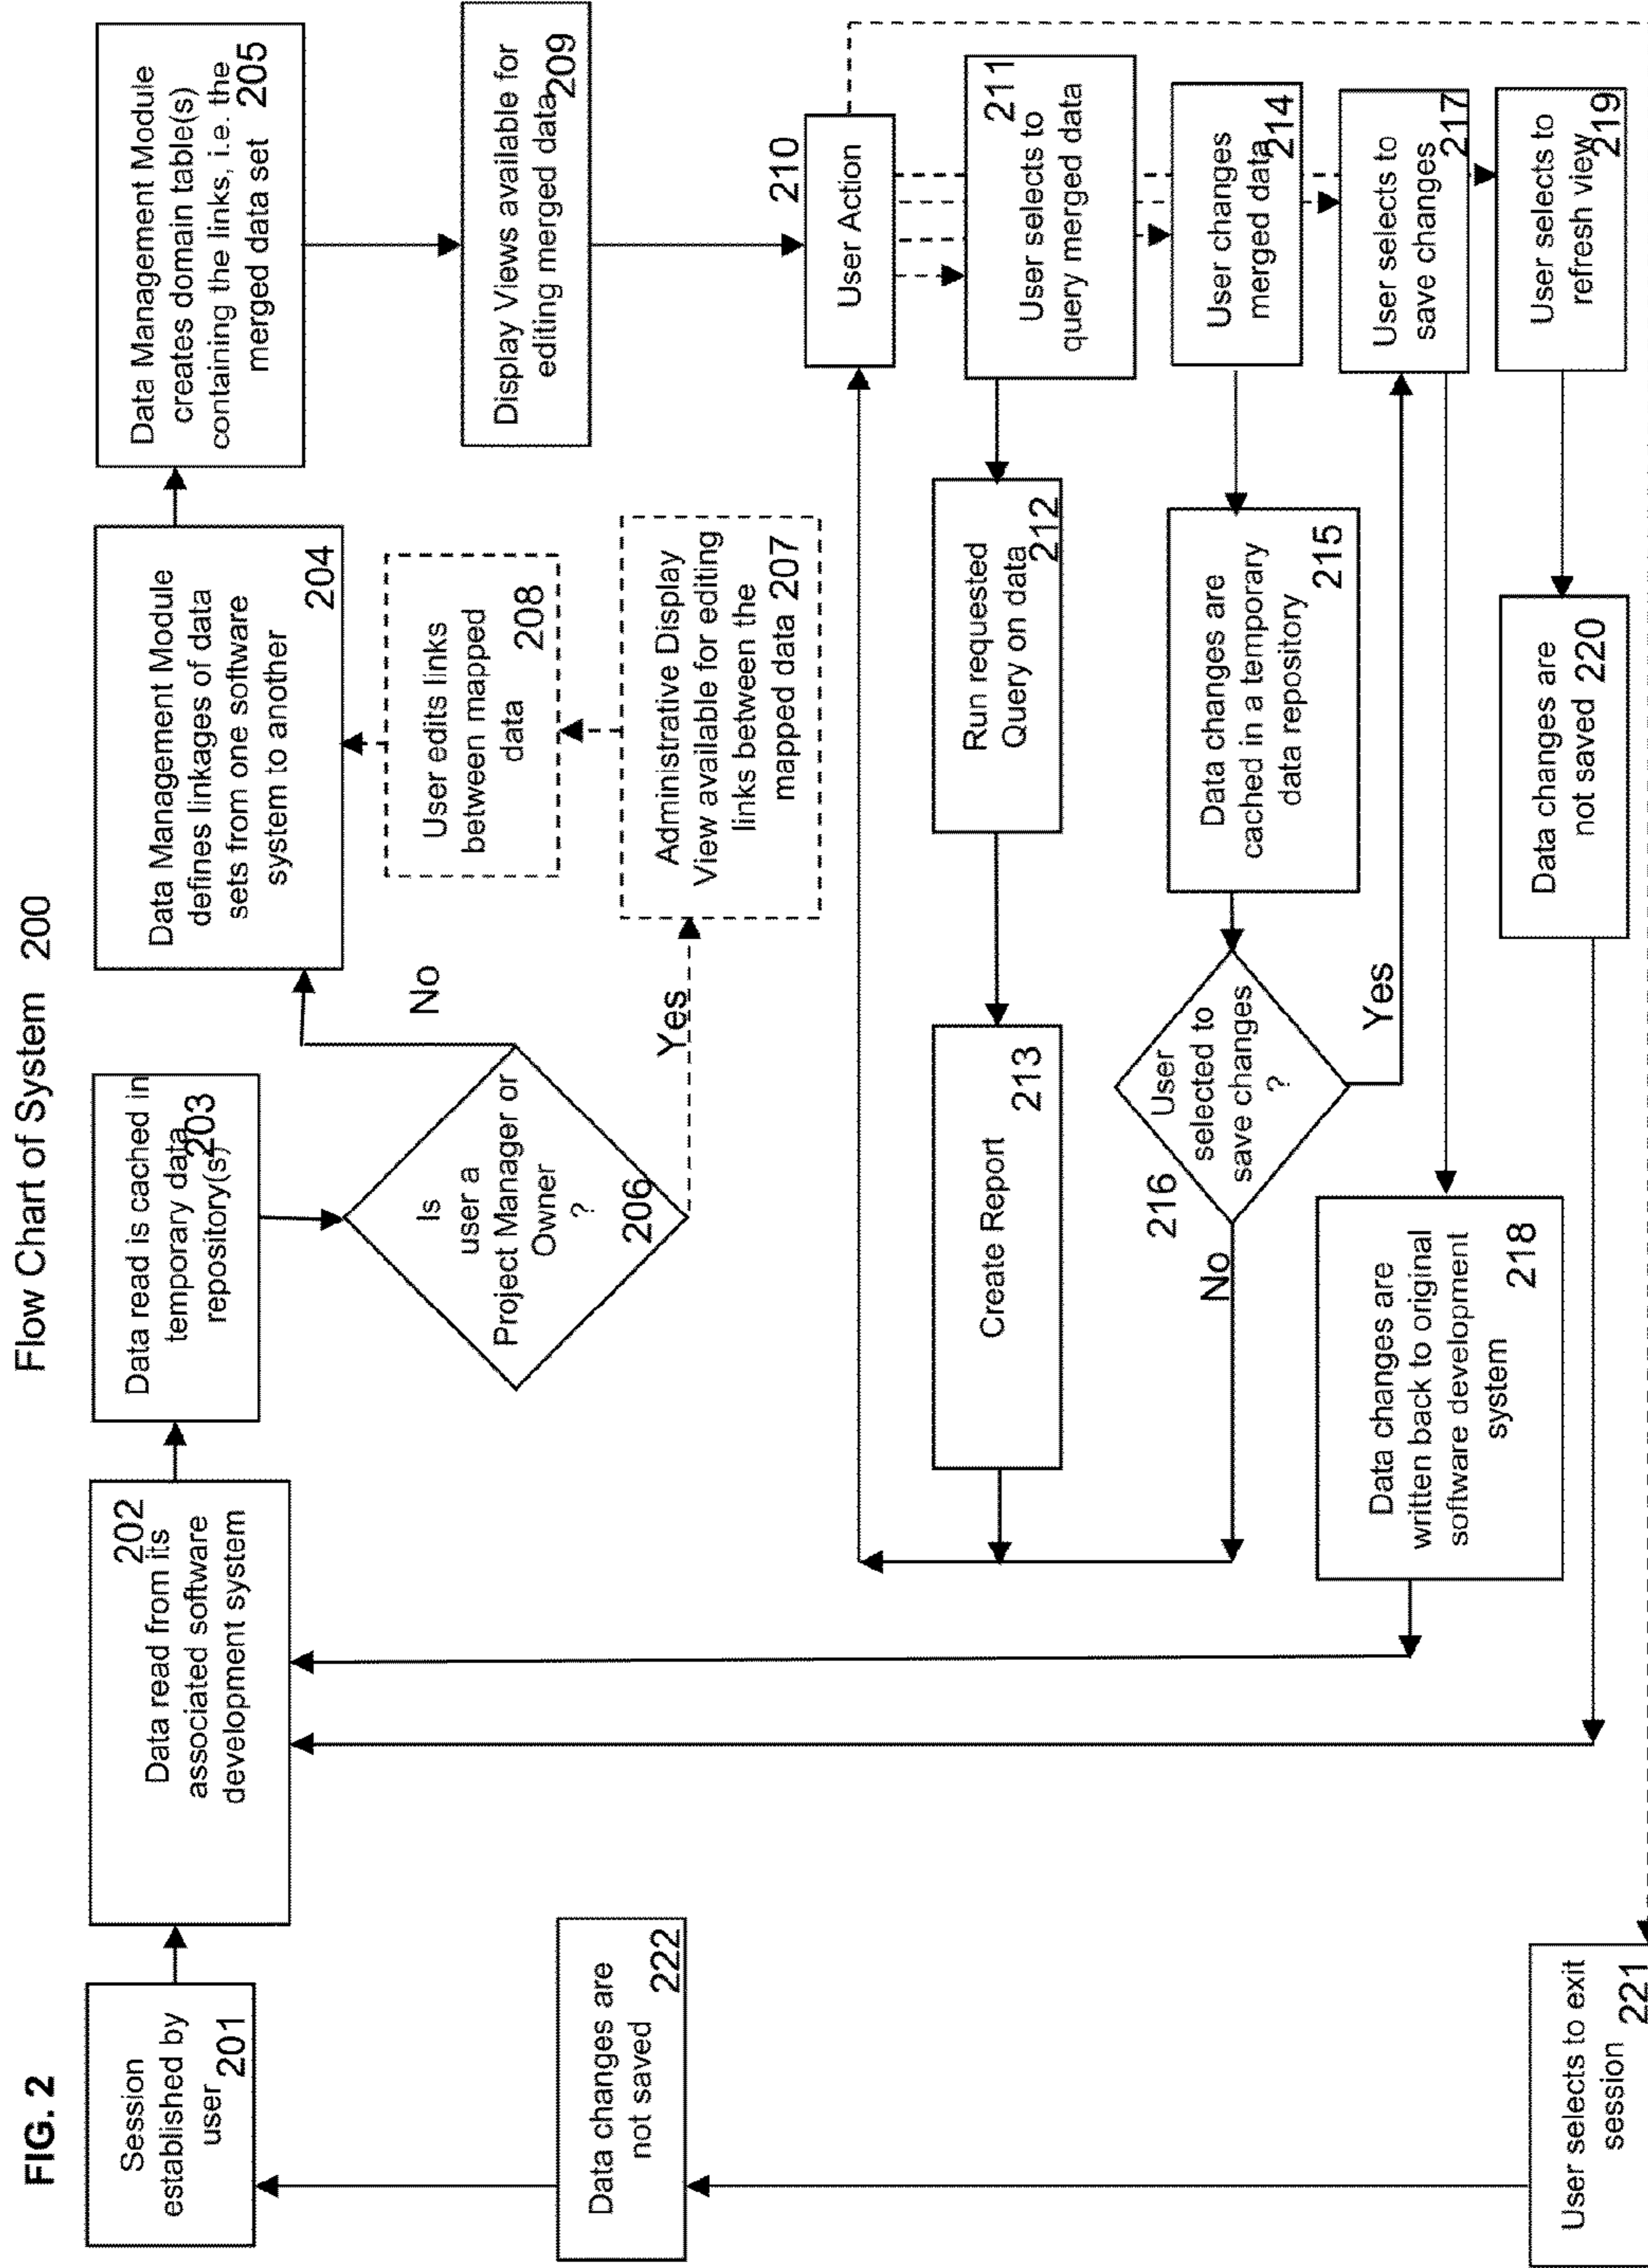 FIG. 2
Flow Chart of System 200
Session
established by
user
201
202
Data read from its
associated software
development system
Data read is cached in
temporary data
203
repository(s)
Is
user a
Project Manager or
Owner
?
206
No
Yes
Data Management Module
defines linkages of data
sets from one software
system to another
204
User edits links
between mapped
data
208
Administrative Display
View available for editing
links between the
mapped data 207
Data Management Module
creates domain table(s)
containing the links, i.e. the
merged data set 205
Display Views available for
editing merged data
209
210
User Action
211
User selects to
query merged data
Run requested
Query on data
212
Create Report
213
User changes
merged data
214
Data changes are
cached in a temporary
data repository
215
216
User
selected to
save changes
?
No
Yes
User selects to
save changes
217
Data changes are
written back to original
software development
system
218
User selects to
refresh view
219
Data changes are
not saved 220
User selects to exit
session
221
Data changes are
not saved
222